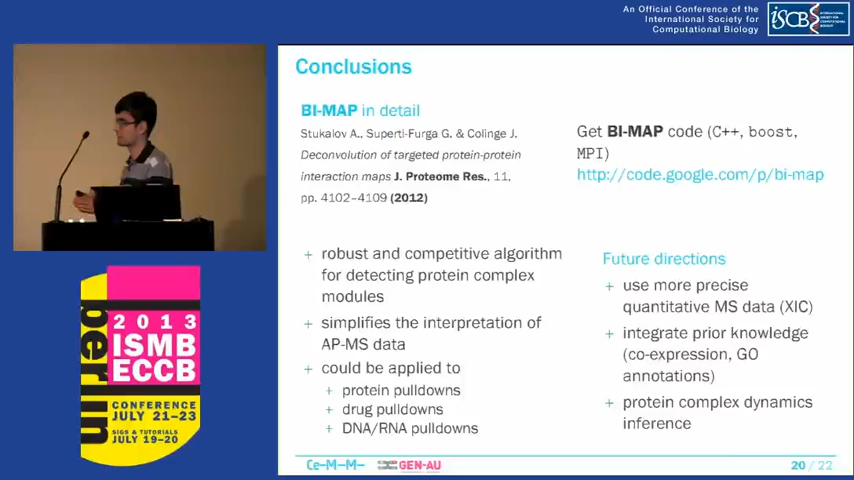 An Official Conference of the
International Society for
Computational Biology
ISCB
Conclusions
BI-MAP in detail
Stukalov A., Superti-Furga G. & Colinge J.
Deconvolution of targeted protein-protein
interaction maps J. Proteome Res., 11,
pp. 4102–4109 (2012)
Get BI-MAP code (C++, boost,
MPI)
http://code.google.com/p/bi-map
+ robust and competitive algorithm
for detecting protein complex
modules
+ simplifies the interpretation of
AP-MS data
+ could be applied to
+ protein pulldowns
+ drug pulldowns
+ DNA/RNA pulldowns
Future directions
+ use more precise
quantitative MS data (XIC)
+ integrate prior knowledge
(co-expression, GO
annotations)
+ protein complex dynamics
inference
berlin
2013
ISMB
ECCB
CONFERENCE
JULY 21–23
SIGS & TUTORIALS
JULY 19–20
Ce–M–M–
GEN-AU
20 / 22